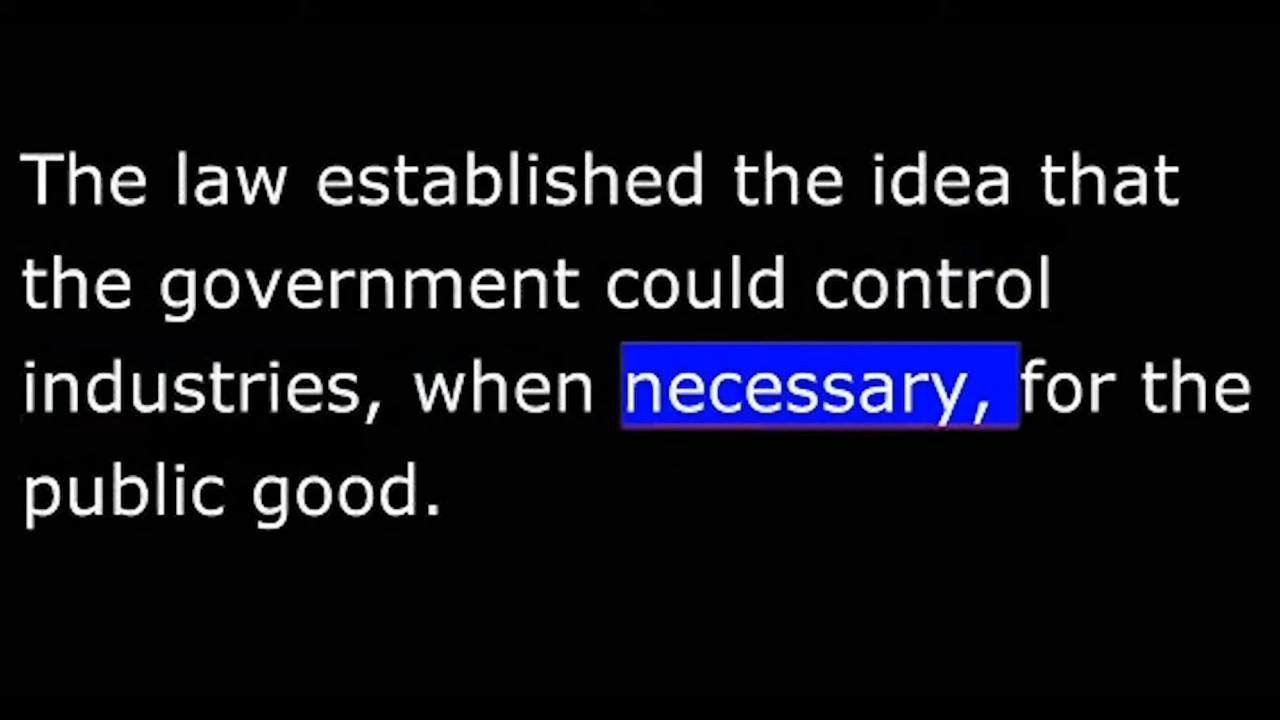 The law established the idea that
the government could control
industries, when necessary, for the
public good.